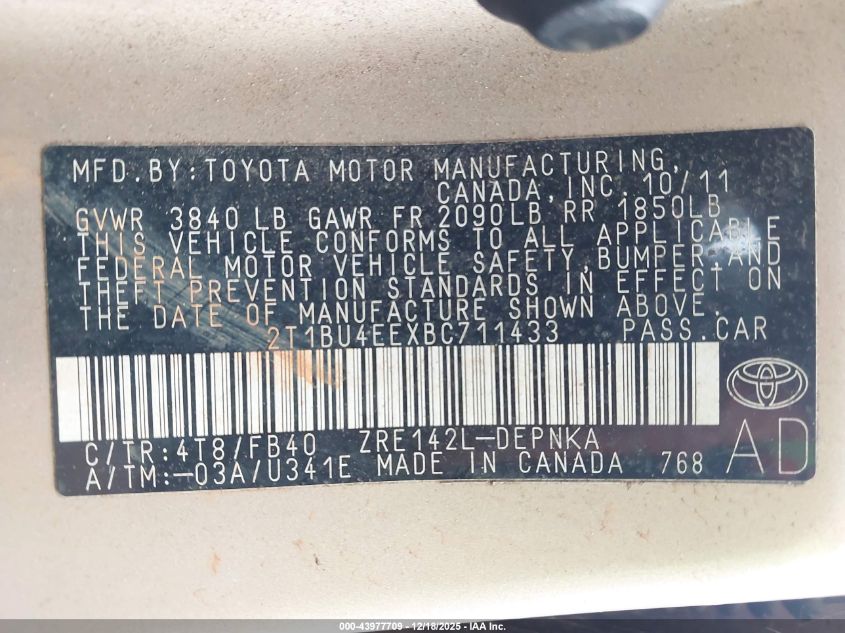 MFD.BY:TOYOTA MOTOR MANUFACTURING,
CANADA,INC. 10/11
GVWR 3840 LB GAWR FR 2090LB RR 1850LB
THIS VEHICLE CONFORMS TO ALL APPLICABLE
FEDERAL MOTOR VEHICLE SAFETY,BUMPER,AND
THEFT PREVENTION STANDARDS IN EFFECT ON
THE DATE OF MANUFACTURE SHOWN ABOVE.
2T1BU4EEXBC711433 PASS.CAR
C/TR:4T8/FB40 ZRE142L-DEPNKA
A/TM:-03A/U341E MADE IN CANADA 768
AD
000-43977709 - 12/18/2025 - IAA Inc.